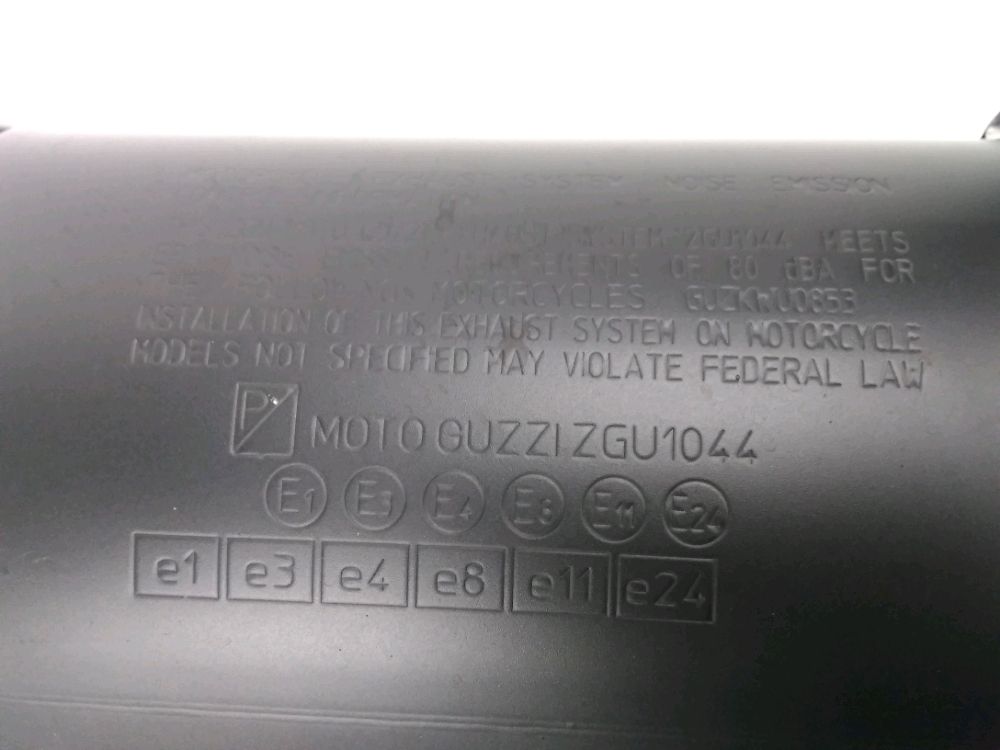 SYSTEM NOISE EMISSION
SYSTEM ZGU1044 MEETS
REQUIREMENTS OF 80 dBA FOR
MOTORCYCLES
INSTALLATION OF THIS EXHAUST SYSTEM ON MOTORCYCLE
MODELS NOT SPECIFIED MAY VIOLATE FEDERAL LAW
P MOTO GUZZI ZGU1044
E1 E3 E4 E8 E11 E24
e1 e3 e4 e8 e11 e24